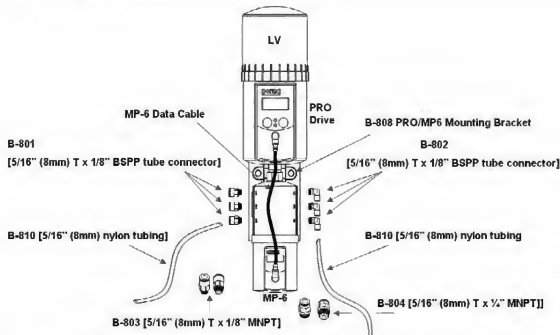 LV
PRO
Drive
MP-6 Data Cable
B-808 PRO/MP6 Mounting Bracket
B-801
[5/16” (8mm) T x 1/8” BSPP tube connector]
B-802
[5/16” (8mm) T x 1/8” BSPP tube connector]
B-810 [5/16” (8mm) nylon tubing]
B-810 [5/16” (8mm) nylon tubing
MP-6
B-803 [5/16” (8mm) T x 1/8” MNPT]
B-804 [5/16” (8mm) T x ¼” MNPT]]